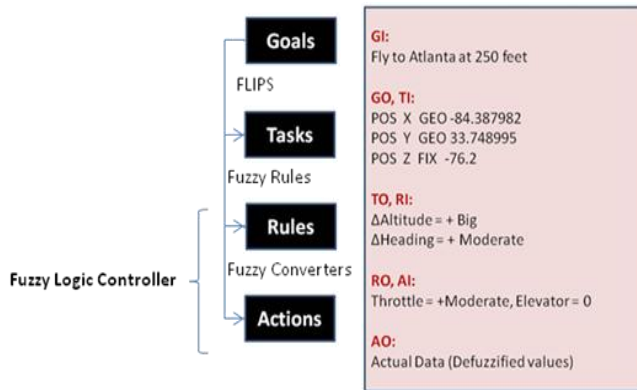 Goals
FLIPS
Tasks
Fuzzy Rules
Rules
Fuzzy Logic Controller
Fuzzy Converters
Actions
GI:
Fly to Atlanta at 250 feet
GO, TI:
POS X GEO -84.387982
POS Y GEO 33.748995
POS Z FIX -76.2
TO, RI:
ΔAltitude = + Big
ΔHeading = + Moderate
RO, AI:
Throttle = +Moderate, Elevator = 0
AO:
Actual Data (Defuzzified values)